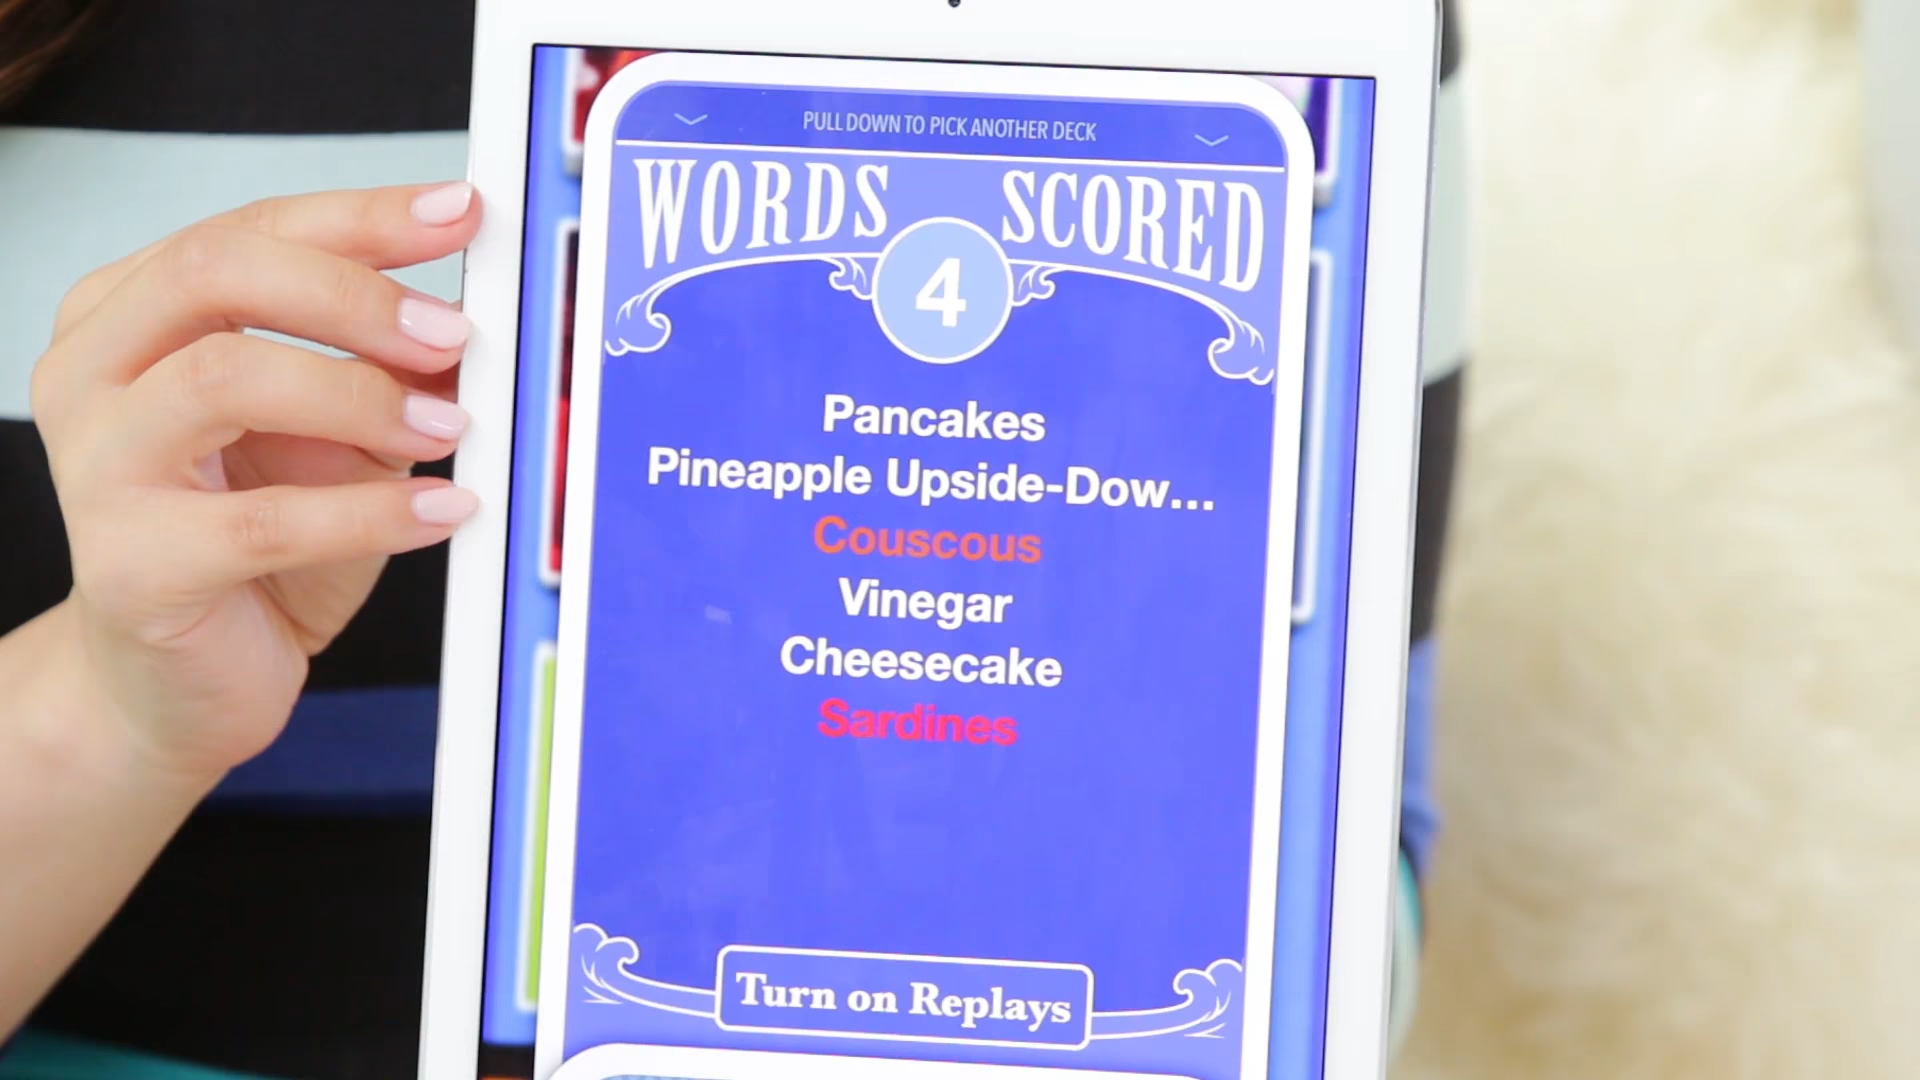 PULL DOWN TO PICK ANOTHER DECK
WORDS SCORED
4
Pancakes
Pineapple Upside-Dow...
Couscous
Vinegar
Cheesecake
Sardines
Turn on Replays